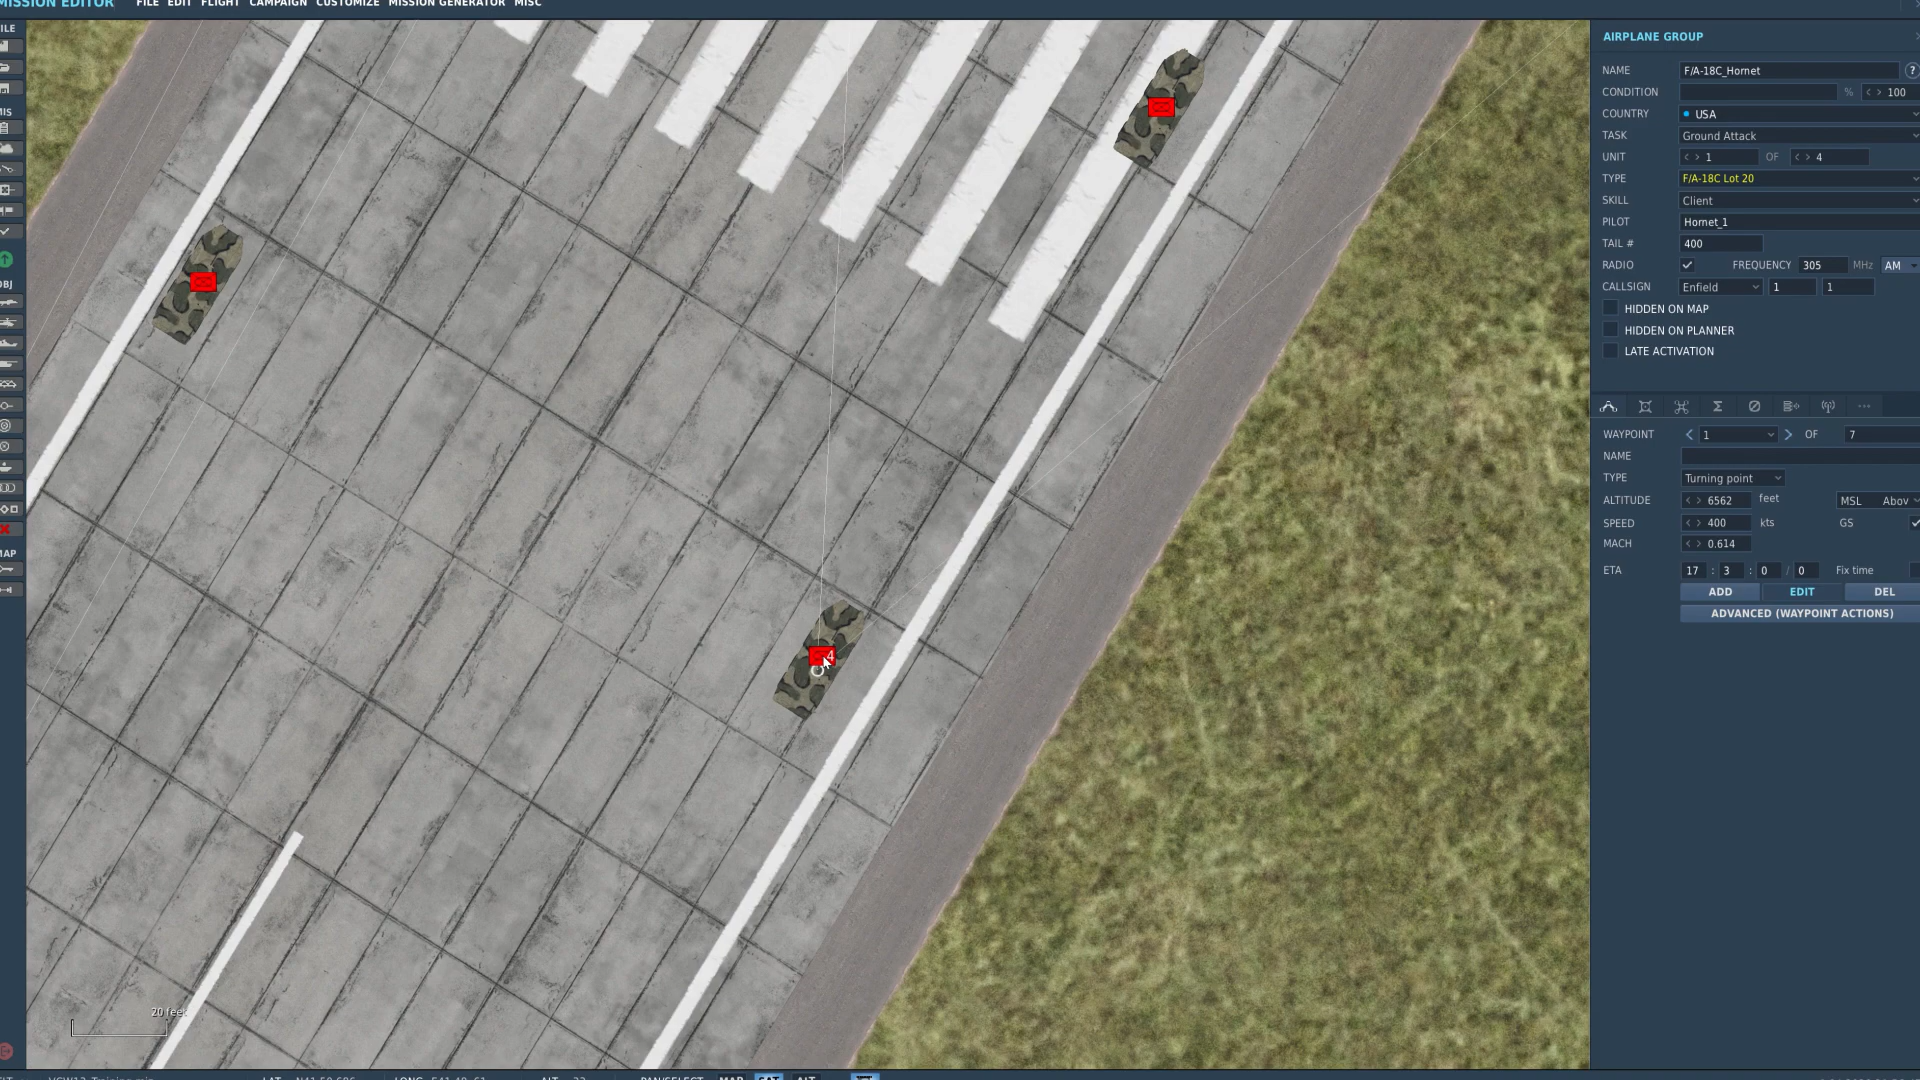 MISSION EDITOR FILE EDIT FLIGHT CAMPAIGN CUSTOMIZE MISSION GENERATOR MISC
ILE
MIS
OBJ
MAP
4
20 feet
AIRPLANE GROUP
NAME F/A-18C_Hornet ?
CONDITION % < > 100
COUNTRY USA
TASK Ground Attack
UNIT < > 1 OF < > 4
TYPE F/A-18C Lot 20
SKILL Client
PILOT Hornet_1
TAIL # 400
RADIO FREQUENCY 305 MHz AM
CALLSIGN Enfield 1 1
HIDDEN ON MAP
HIDDEN ON PLANNER
LATE ACTIVATION
WAYPOINT < 1 > OF 7
NAME
TYPE Turning point
ALTITUDE < > 6562 feet MSL Abov
SPEED < > 400 kts GS
MACH < > 0.614
ETA 17 : 3 : 0 / 0 Fix time
ADD EDIT DEL
ADVANCED (WAYPOINT ACTIONS)